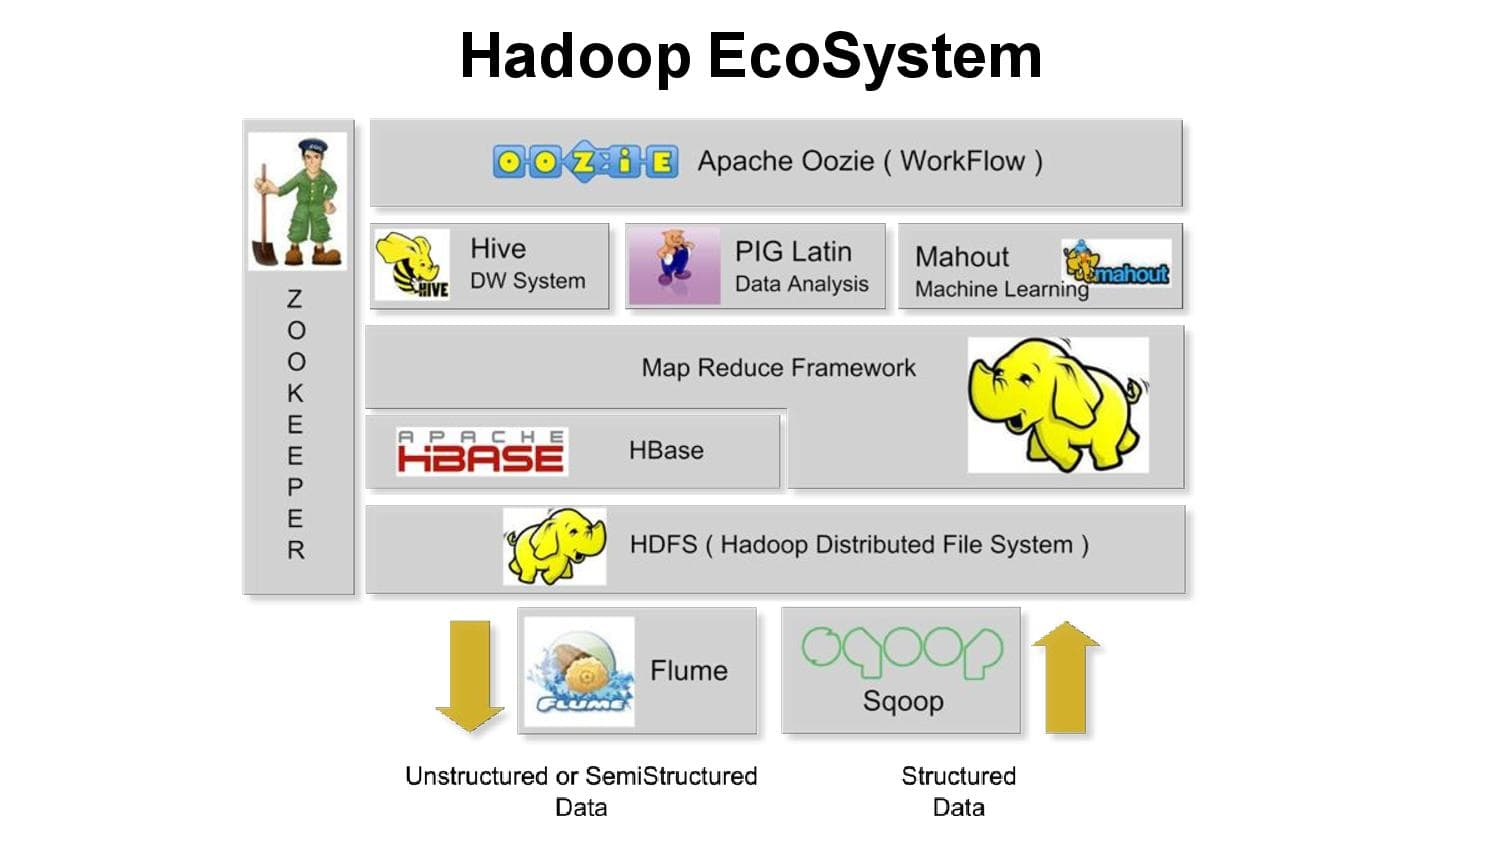 Hadoop EcoSystem
OOZiE Apache Oozie ( WorkFlow )
ZOOKEEPER
HIVE
Hive
DW System
PIG Latin
Data Analysis
Mahout
Machine Learning
mahout
Map Reduce Framework
APACHE
HBASE
HBase
HDFS ( Hadoop Distributed File System )
FLUME
Flume
sqoop
Sqoop
Unstructured or SemiStructured
Data
Structured
Data